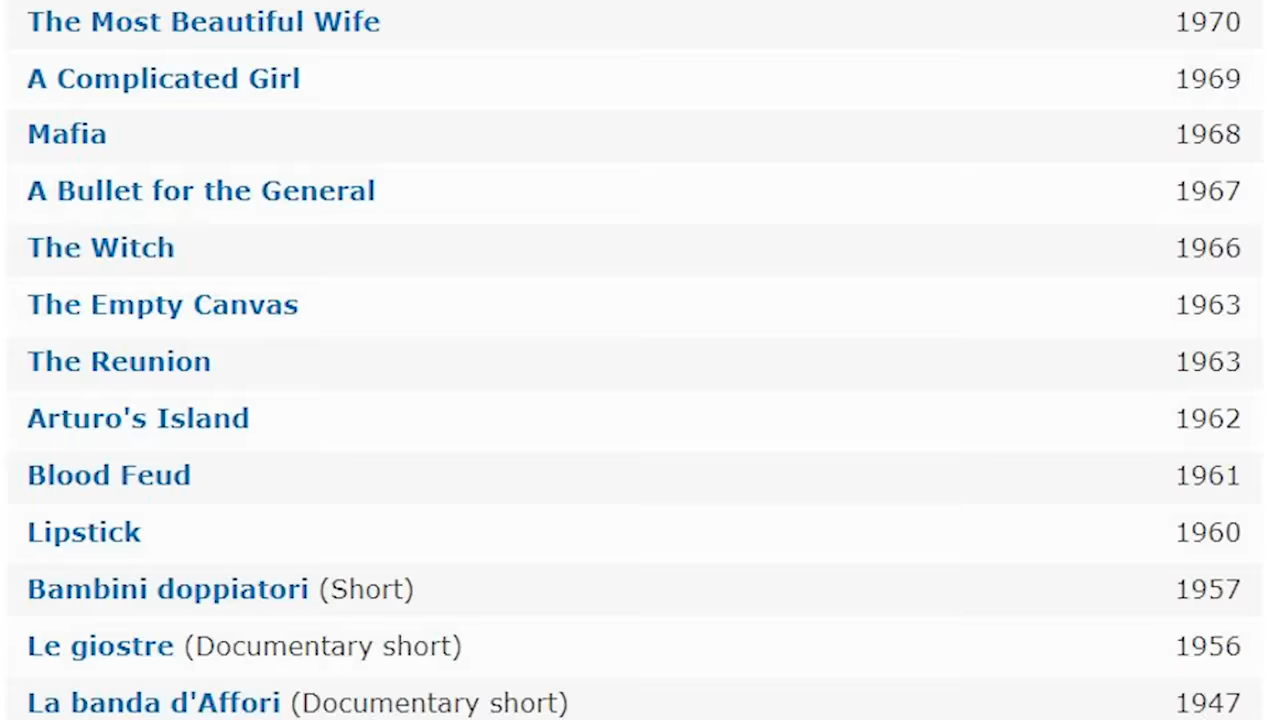 The Most Beautiful Wife 1970
A Complicated Girl 1969
Mafia 1968
A Bullet for the General 1967
The Witch 1966
The Empty Canvas 1963
The Reunion 1963
Arturo's Island 1962
Blood Feud 1961
Lipstick 1960
Bambini doppiatori (Short) 1957
Le giostre (Documentary short) 1956
La banda d'Affori (Documentary short) 1947